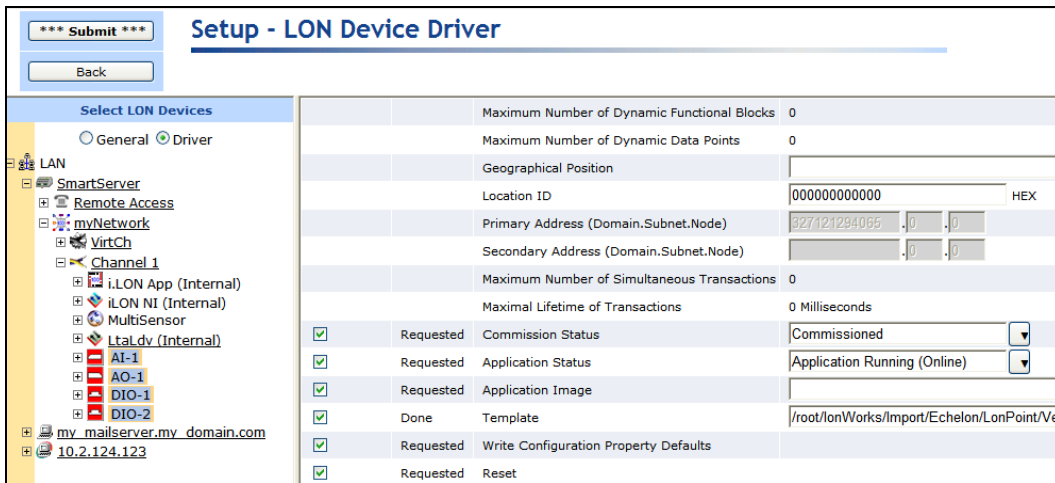 *** Submit ***
Setup - LON Device Driver
Back
Select LON Devices
General Driver
LAN
SmartServer
Remote Access
myNetwork
VirtCh
Channel 1
i.LON App (Internal)
iLON NI (Internal)
MultiSensor
LtaLdv (Internal)
AI-1
AO-1
DIO-1
DIO-2
my_mailserver.my_domain.com
10.2.124.123
Maximum Number of Dynamic Functional Blocks 0
Maximum Number of Dynamic Data Points 0
Geographical Position
Location ID 000000000000 HEX
Primary Address (Domain.Subnet.Node) 327121294065 .0 .0
Secondary Address (Domain.Subnet.Node) .0 .0
Maximum Number of Simultaneous Transactions 0
Maximal Lifetime of Transactions 0 Milliseconds
Requested Commission Status Commissioned
Requested Application Status Application Running (Online)
Requested Application Image
Done Template /root/lonWorks/Import/Echelon/LonPoint/Ve
Requested Write Configuration Property Defaults
Requested Reset